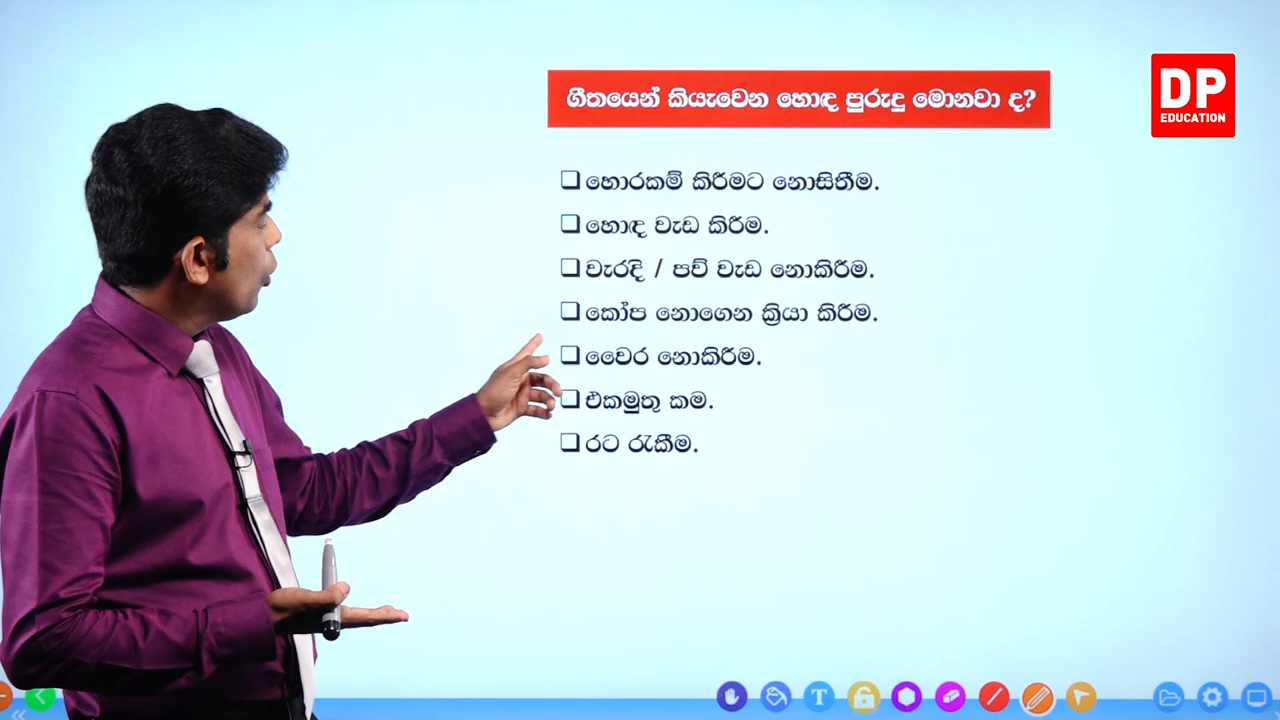 ගීතයෙන් කියැවෙන හොඳ පුරුදු මොනවා ද?
DP
EDUCATION
❑ හොරකම් කිරීමට නොසිතීම.
❑ හොඳ වැඩ කිරීම.
❑ වැරදි / පව් වැඩ නොකිරීම.
❑ කෝප නොගෙන ක්‍රියා කිරීම.
❑ වෛර නොකිරීම.
❑ එකමුතු කම.
❑ රට රැකීම.
T